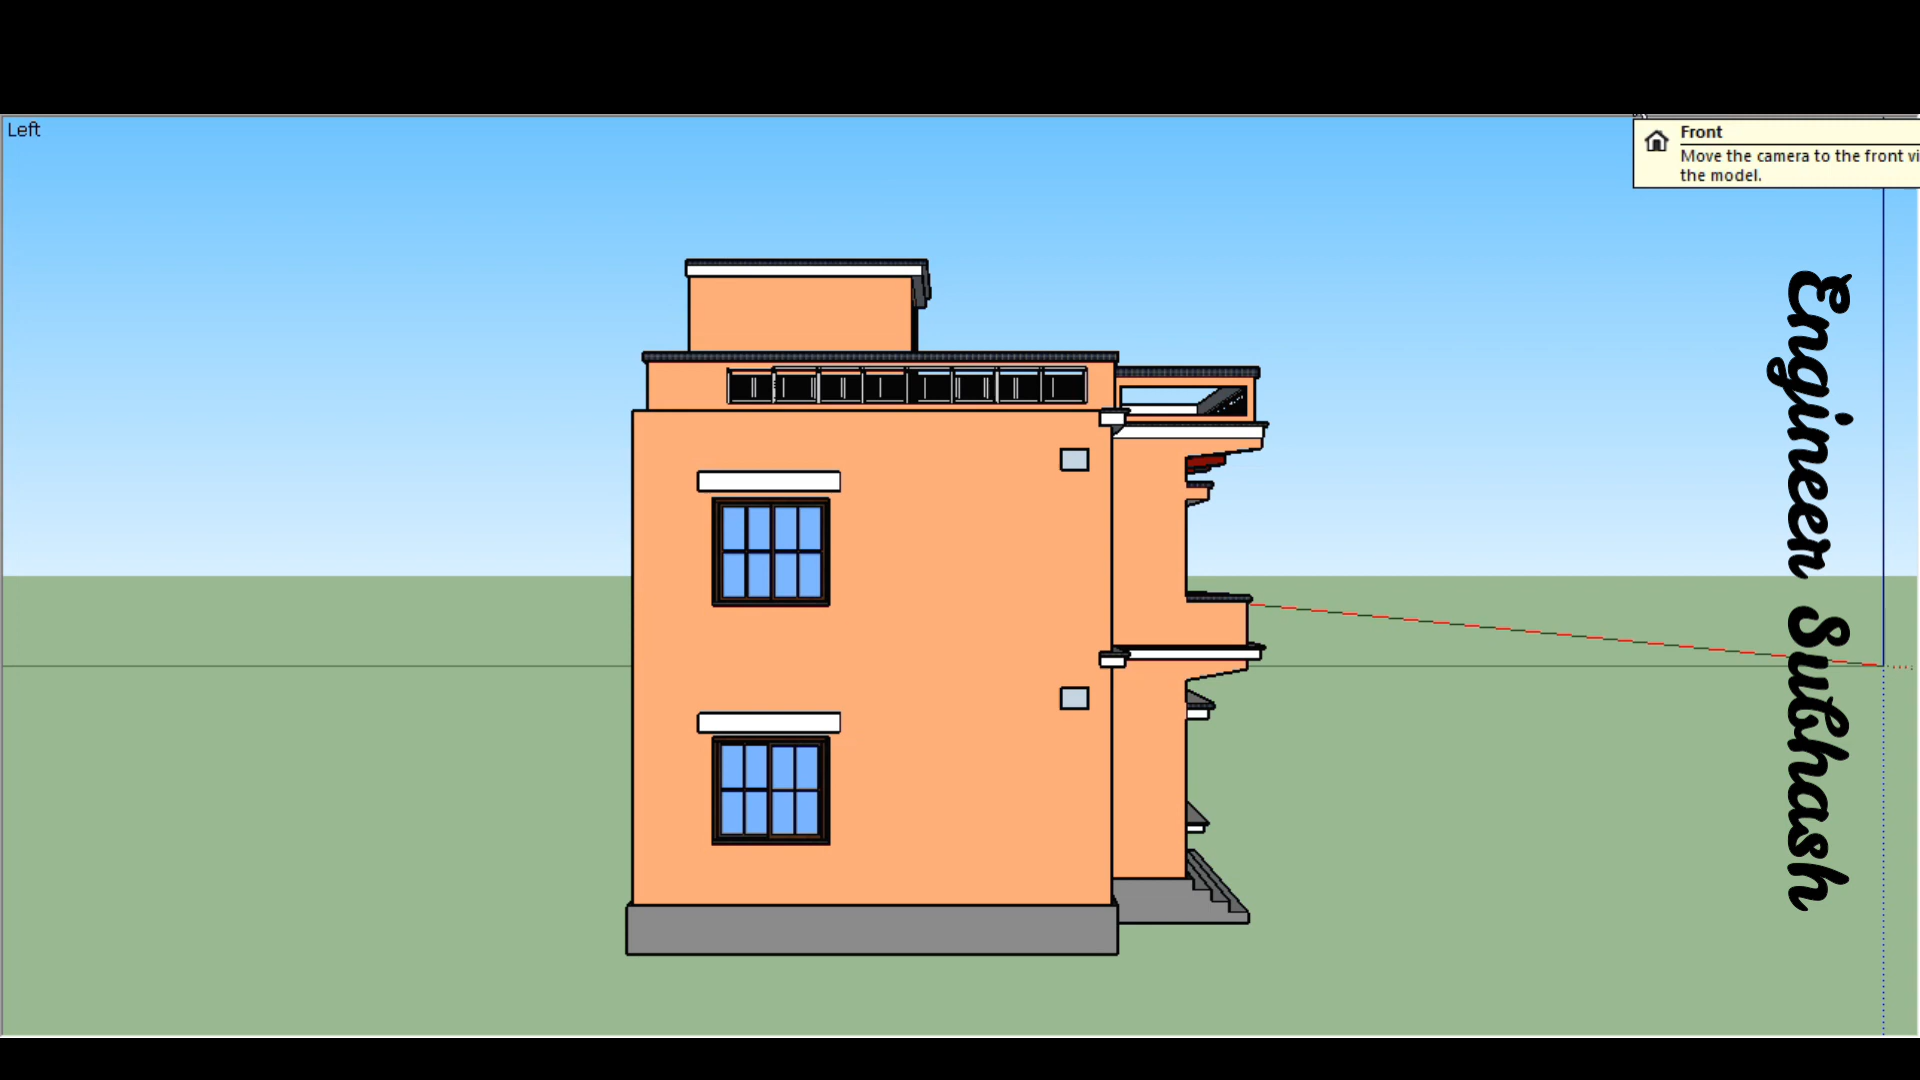 Left
Front
Move the camera to the front vi
the model.
Engineer Subhash